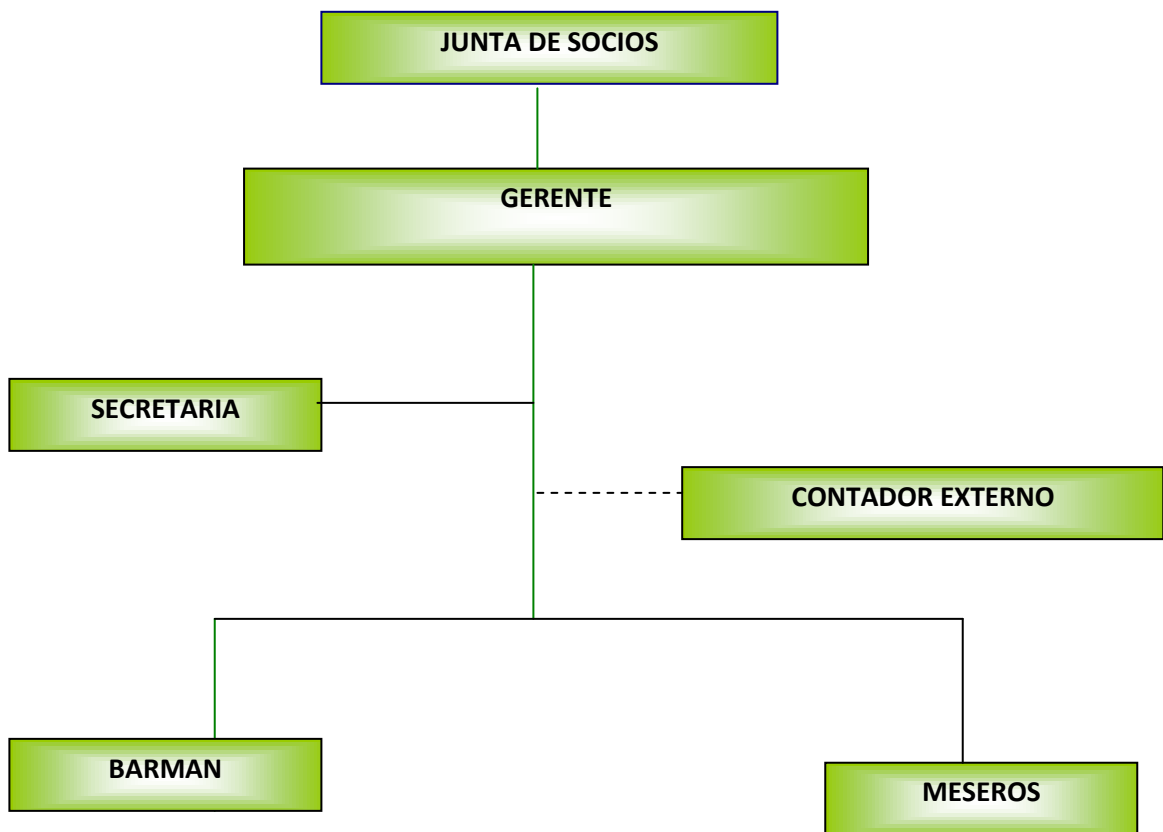 JUNTA DE SOCIOS
GERENTE
SECRETARIA
CONTADOR EXTERNO
BARMAN
MESEROS